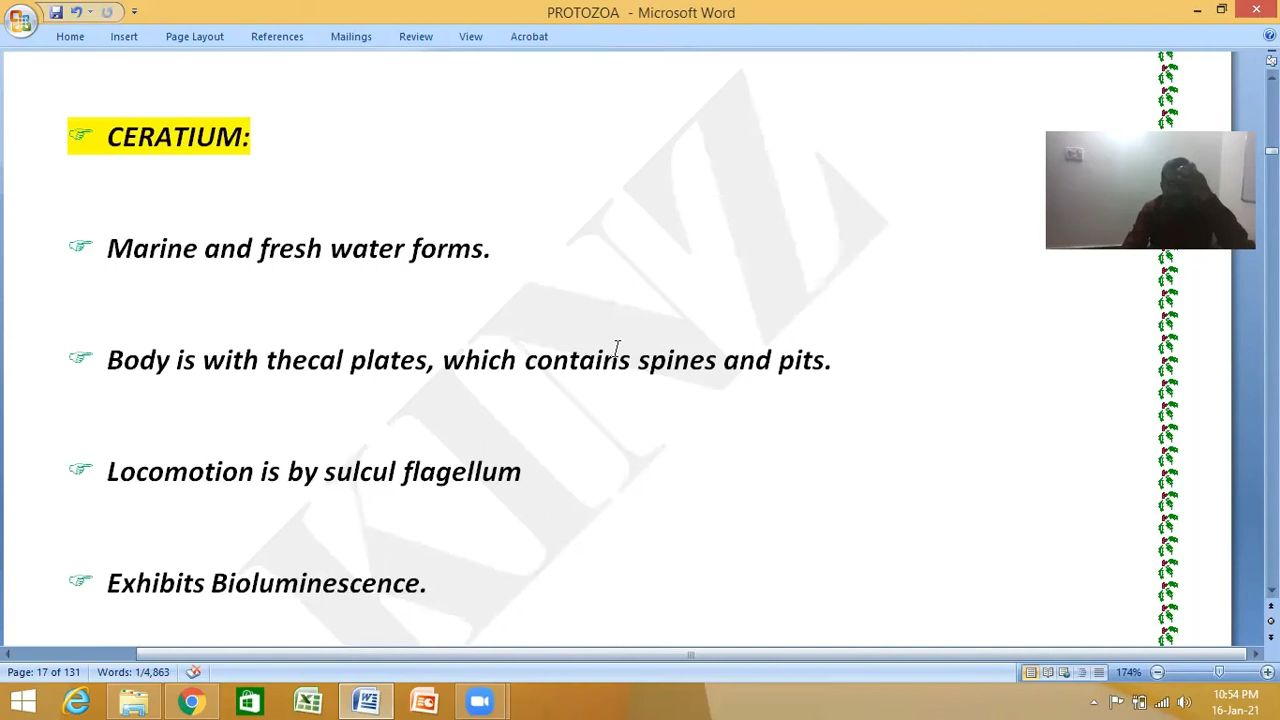 PROTOZOA - Microsoft Word
Home Insert Page Layout References Mailings Review View Acrobat
CERATIUM:
Marine and fresh water forms.
Body is with thecal plates, which contains spines and pits.
Locomotion is by sulcul flagellum
Exhibits Bioluminescence.
KINZ
Page: 17 of 131 Words: 1/4,863 174%
10:54 PM
16-Jan-21